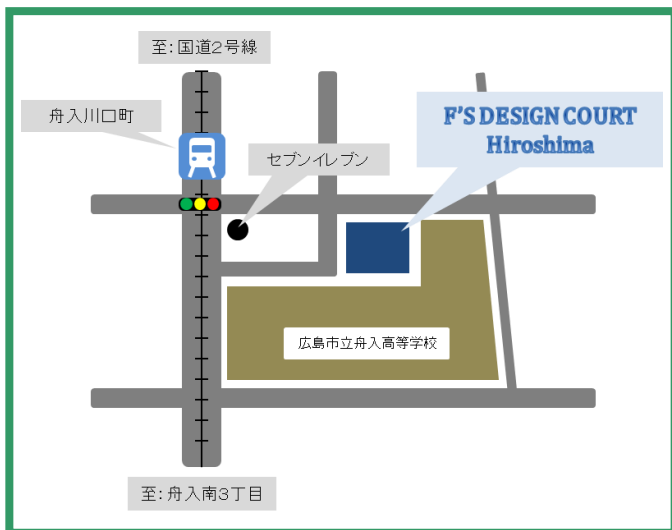 至:国道2号線
舟入川口町
F'S DESIGN COURT
Hiroshima
セブンイレブン
広島市立舟入高等学校
至:舟入南3丁目